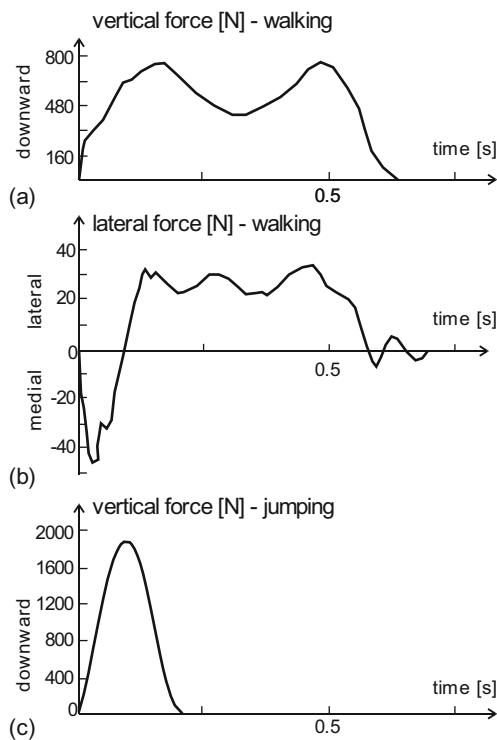 vertical force [N] - walking
800
480
160
downward
time [s]
0.5
(a)
lateral force [N] - walking
40
20
0
-20
-40
lateral
medial
time [s]
0.5
(b)
vertical force [N] - jumping
2000
1600
1200
800
400
0
downward
time [s]
0.5
(c)